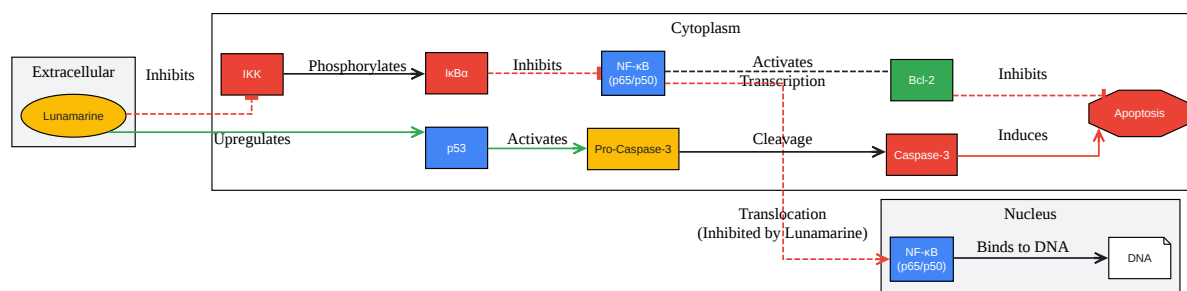 Cytoplasm
Extracellular
Lunamarine
Inhibits
Upregulates
IKK
Phosphorylates
IκBα
Inhibits
NF-κB
(p65/p50)
Activates
Transcription
Bcl-2
Inhibits
Apoptosis
p53
Activates
Pro-Caspase-3
Cleavage
Caspase-3
Induces
Translocation
(Inhibited by Lunamarine)
Nucleus
NF-κB
(p65/p50)
Binds to DNA
DNA